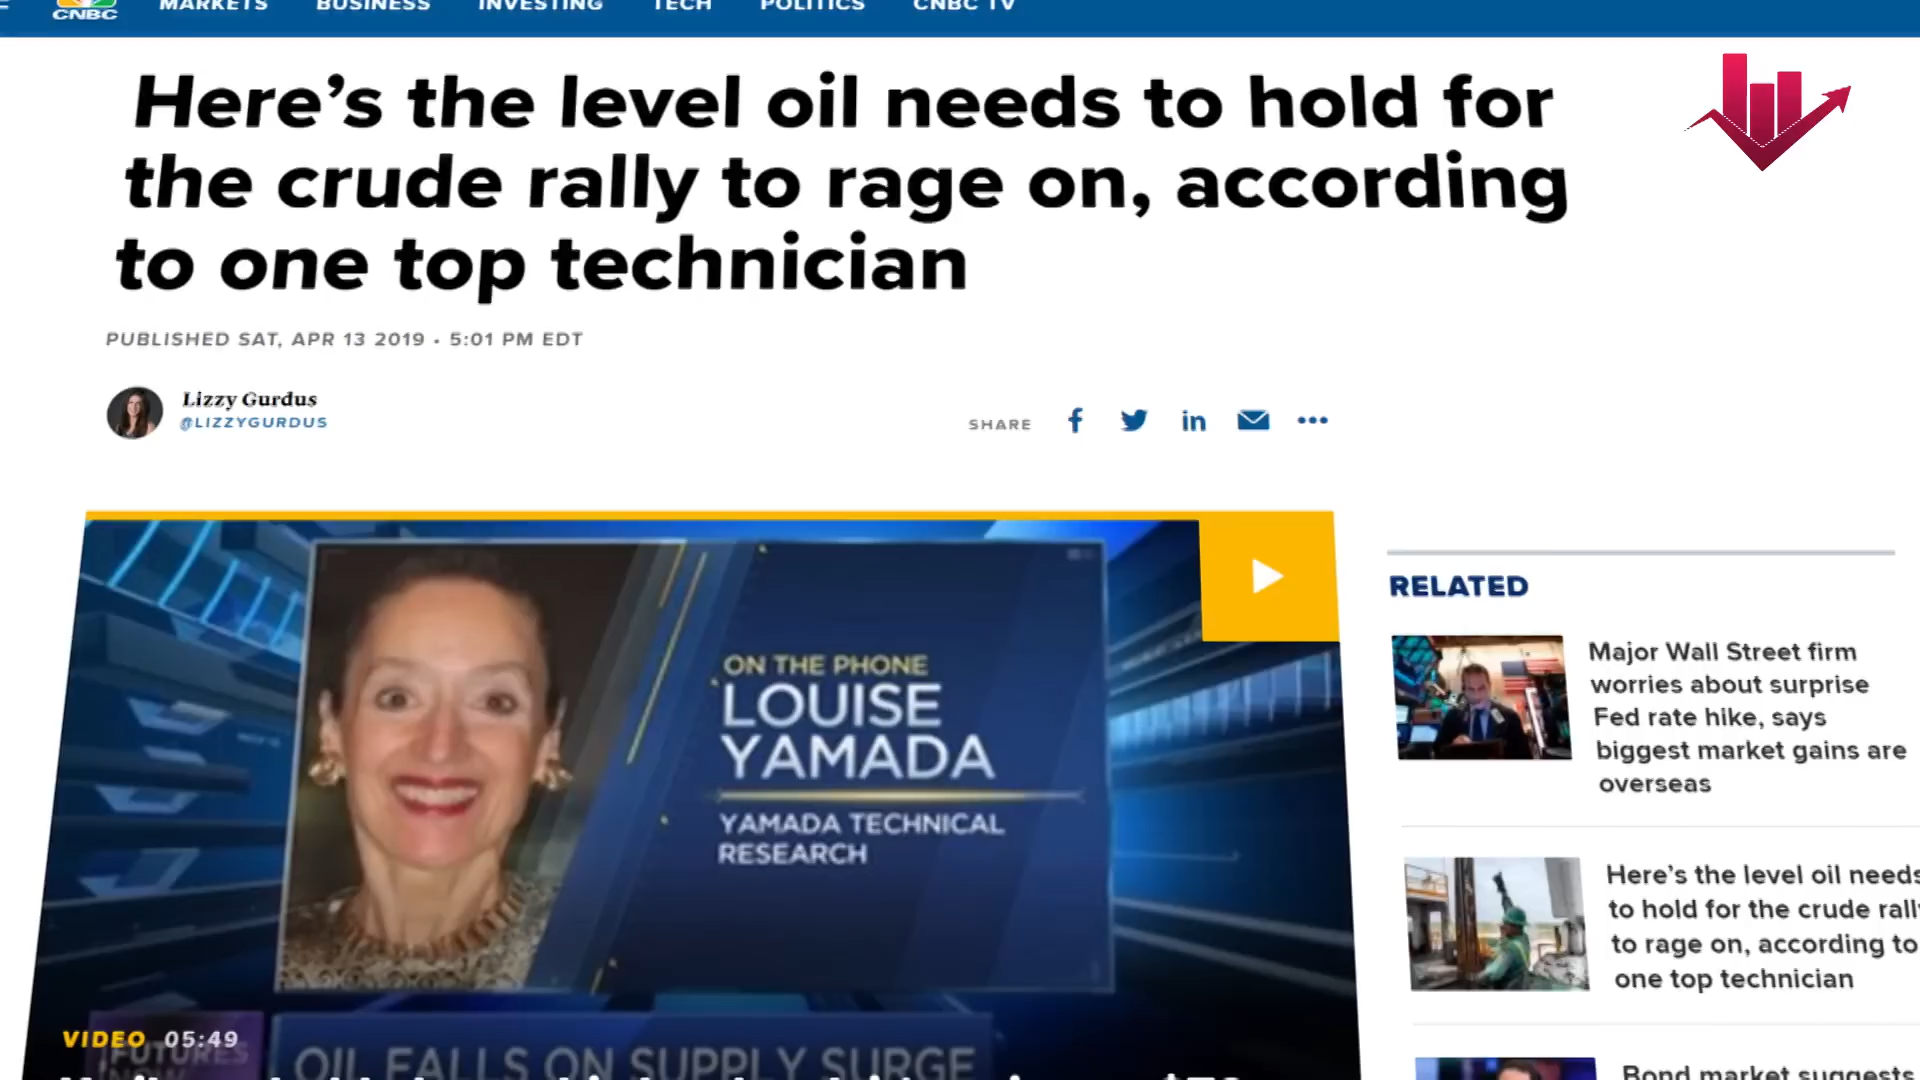 CNBC
MARKETS BUSINESS INVESTING TECH POLITICS CNBC TV
Here's the level oil needs to hold for
the crude rally to rage on, according
to one top technician
PUBLISHED SAT, APR 13 2019 • 5:01 PM EDT
Lizzy Gurdus
@LIZZYGURDUS
SHARE
ON THE PHONE
LOUISE
YAMADA
YAMADA TECHNICAL
RESEARCH
VIDEO 05:49
FUTURES
NOW
OIL FALLS ON SUPPLY SURGE
RELATED
Major Wall Street firm
worries about surprise
Fed rate hike, says
biggest market gains are
overseas
Here's the level oil needs
to hold for the crude rally
to rage on, according to
one top technician
Bond market suggests